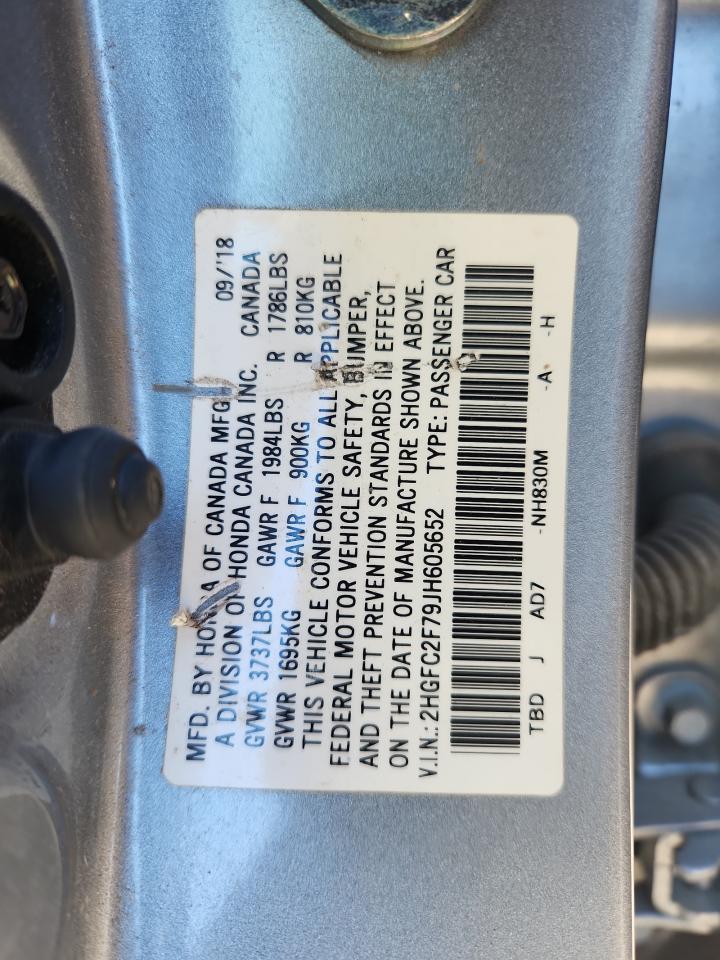 MFD. BY HONDA OF CANADA MFG. 09/'18
A DIVISION OF HONDA CANADA INC. CANADA
GVWR 3737LBS GAWR F 1984LBS R 1786LBS
GVWR 1695KG GAWR F 900KG R 810KG
THIS VEHICLE CONFORMS TO ALL APPLICABLE
FEDERAL MOTOR VEHICLE SAFETY, BUMPER,
AND THEFT PREVENTION STANDARDS IN EFFECT
ON THE DATE OF MANUFACTURE SHOWN ABOVE.
V.I.N.: 2HGFC2F79JH605652 TYPE: PASSENGER CAR
TBD J AD7 -NH830M -A- -H